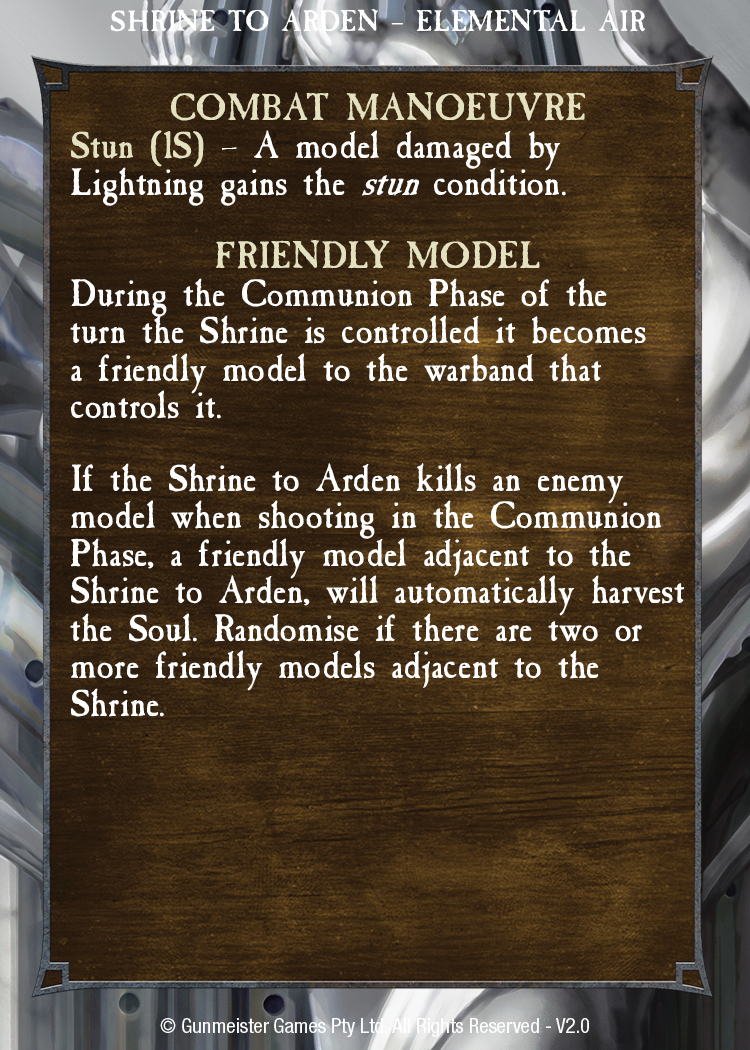 SHRINE TO ARDEN – ELEMENTAL AIR
COMBAT MANOEUVRE
Stun (1S) – A model damaged by
Lightning gains the stun condition.
FRIENDLY MODEL
During the Communion Phase of the
turn the Shrine is controlled it becomes
a friendly model to the warband that
controls it.
If the Shrine to Arden kills an enemy
model when shooting in the Communion
Phase, a friendly model adjacent to the
Shrine to Arden, will automatically harvest
the Soul. Randomise if there are two or
more friendly models adjacent to the
Shrine.
© Gunmeister Games Pty Ltd. All Rights Reserved - V2.0